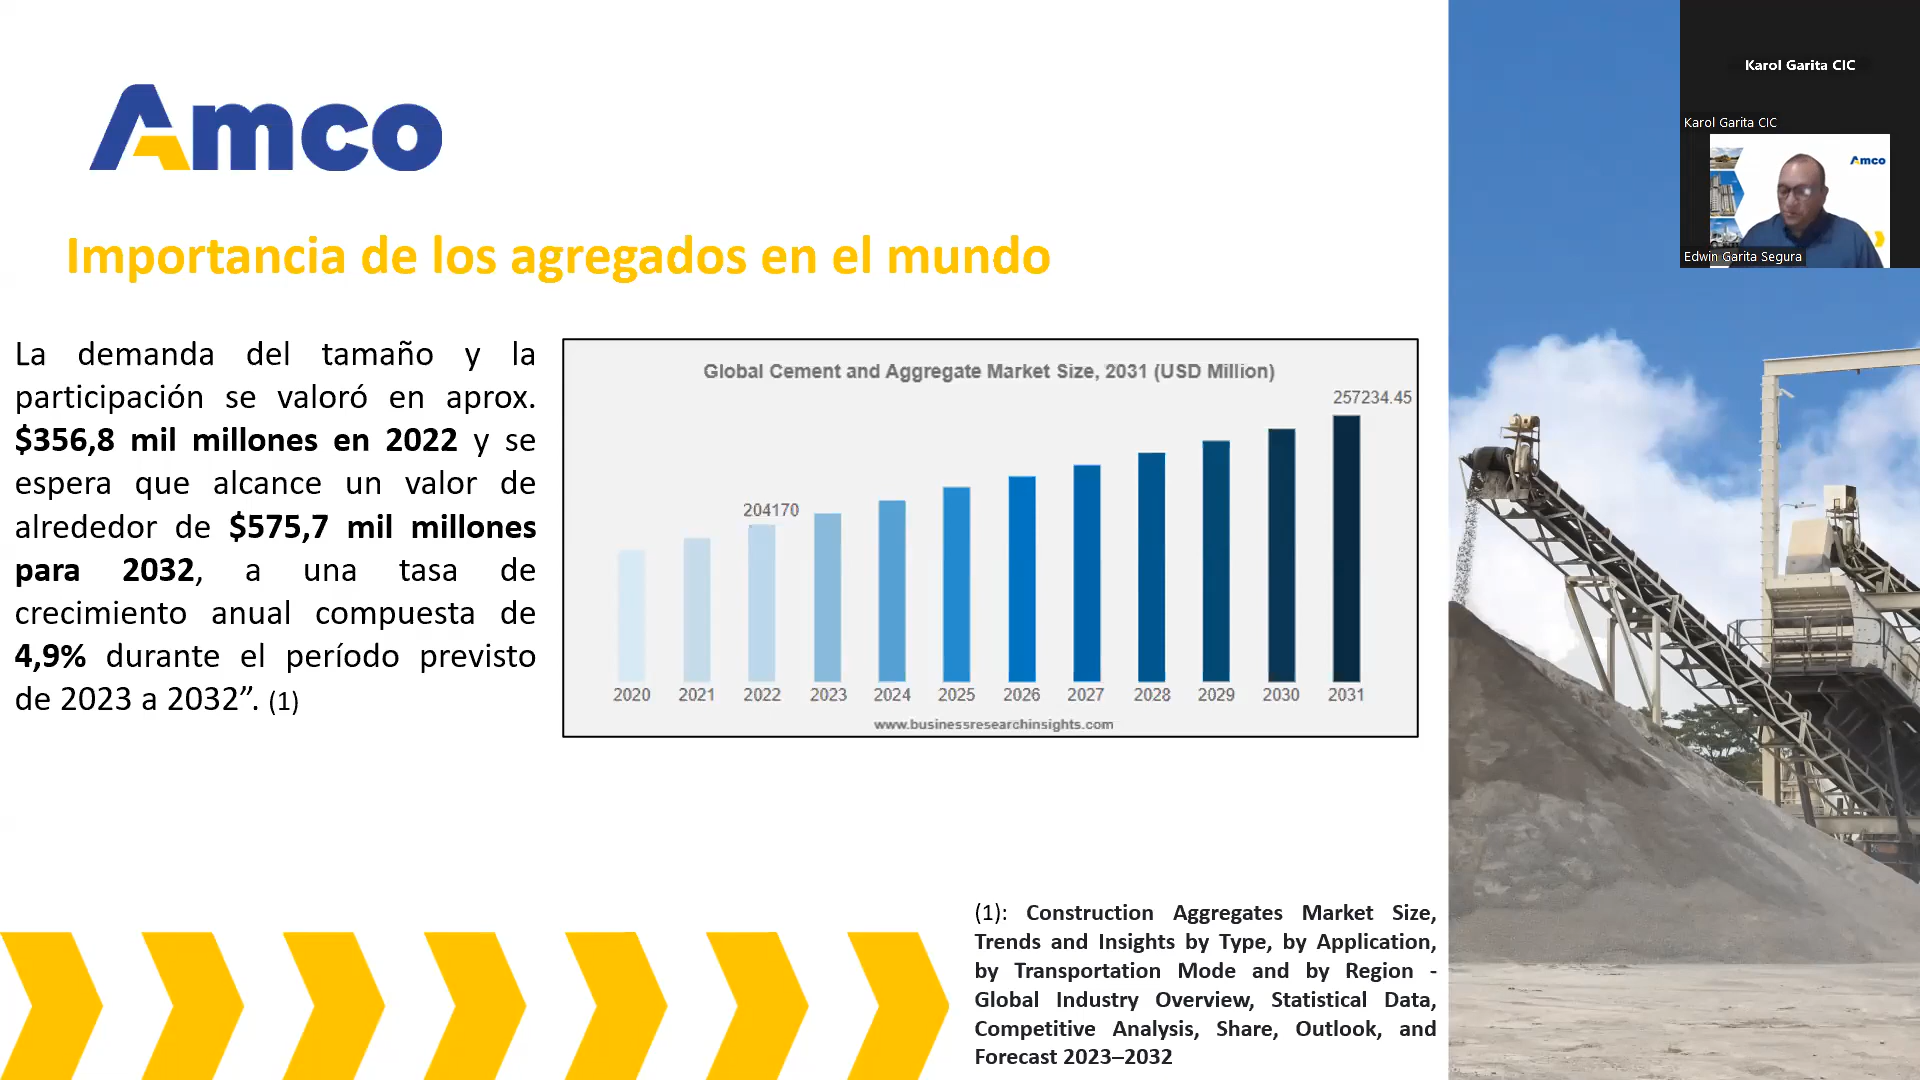 Amco
Importancia de los agregados en el mundo
La demanda del tamaño y la
participación se valoró en aprox.
$356,8 mil millones en 2022 y se
espera que alcance un valor de
alrededor de $575,7 mil millones
para 2032, a una tasa de
crecimiento anual compuesta de
4,9% durante el período previsto
de 2023 a 2032”. (1)
Global Cement and Aggregate Market Size, 2031 (USD Million)
257234.45
204170
2020 2021 2022 2023 2024 2025 2026 2027 2028 2029 2030 2031
www.businessresearchinsights.com
(1): Construction Aggregates Market Size,
Trends and Insights by Type, by Application,
by Transportation Mode and by Region -
Global Industry Overview, Statistical Data,
Competitive Analysis, Share, Outlook, and
Forecast 2023–2032
Karol Garita CIC
Karol Garita CIC
Amco
Edwin Garita Segura